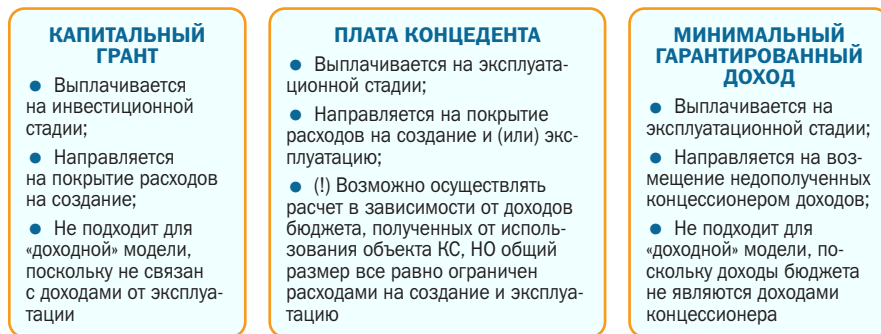 КАПИТАЛЬНЫЙ
ГРАНТ
● Выплачивается
на инвестиционной
стадии;
● Направляется
на покрытие расходов
на создание;
● Не подходит для
«доходной» модели,
поскольку не связан
с доходами от эксплуа-
тации
ПЛАТА КОНЦЕДЕНТА
● Выплачивается на эксплуата-
ционной стадии;
● Направляется на покрытие
расходов на создание и (или) экс-
плуатацию;
● (!) Возможно осуществлять
расчет в зависимости от доходов
бюджета, полученных от исполь-
зования объекта КС, НО общий
размер все равно ограничен
расходами на создание и эксплуа-
тацию
МИНИМАЛЬНЫЙ
ГАРАНТИРОВАННЫЙ
ДОХОД
● Выплачивается на
эксплуатационной стадии;
● Направляется на воз-
мещение недополученных
концессионером доходов;
● Не подходит для
«доходной» модели, по-
скольку доходы бюджета
не являются доходами
концессионера